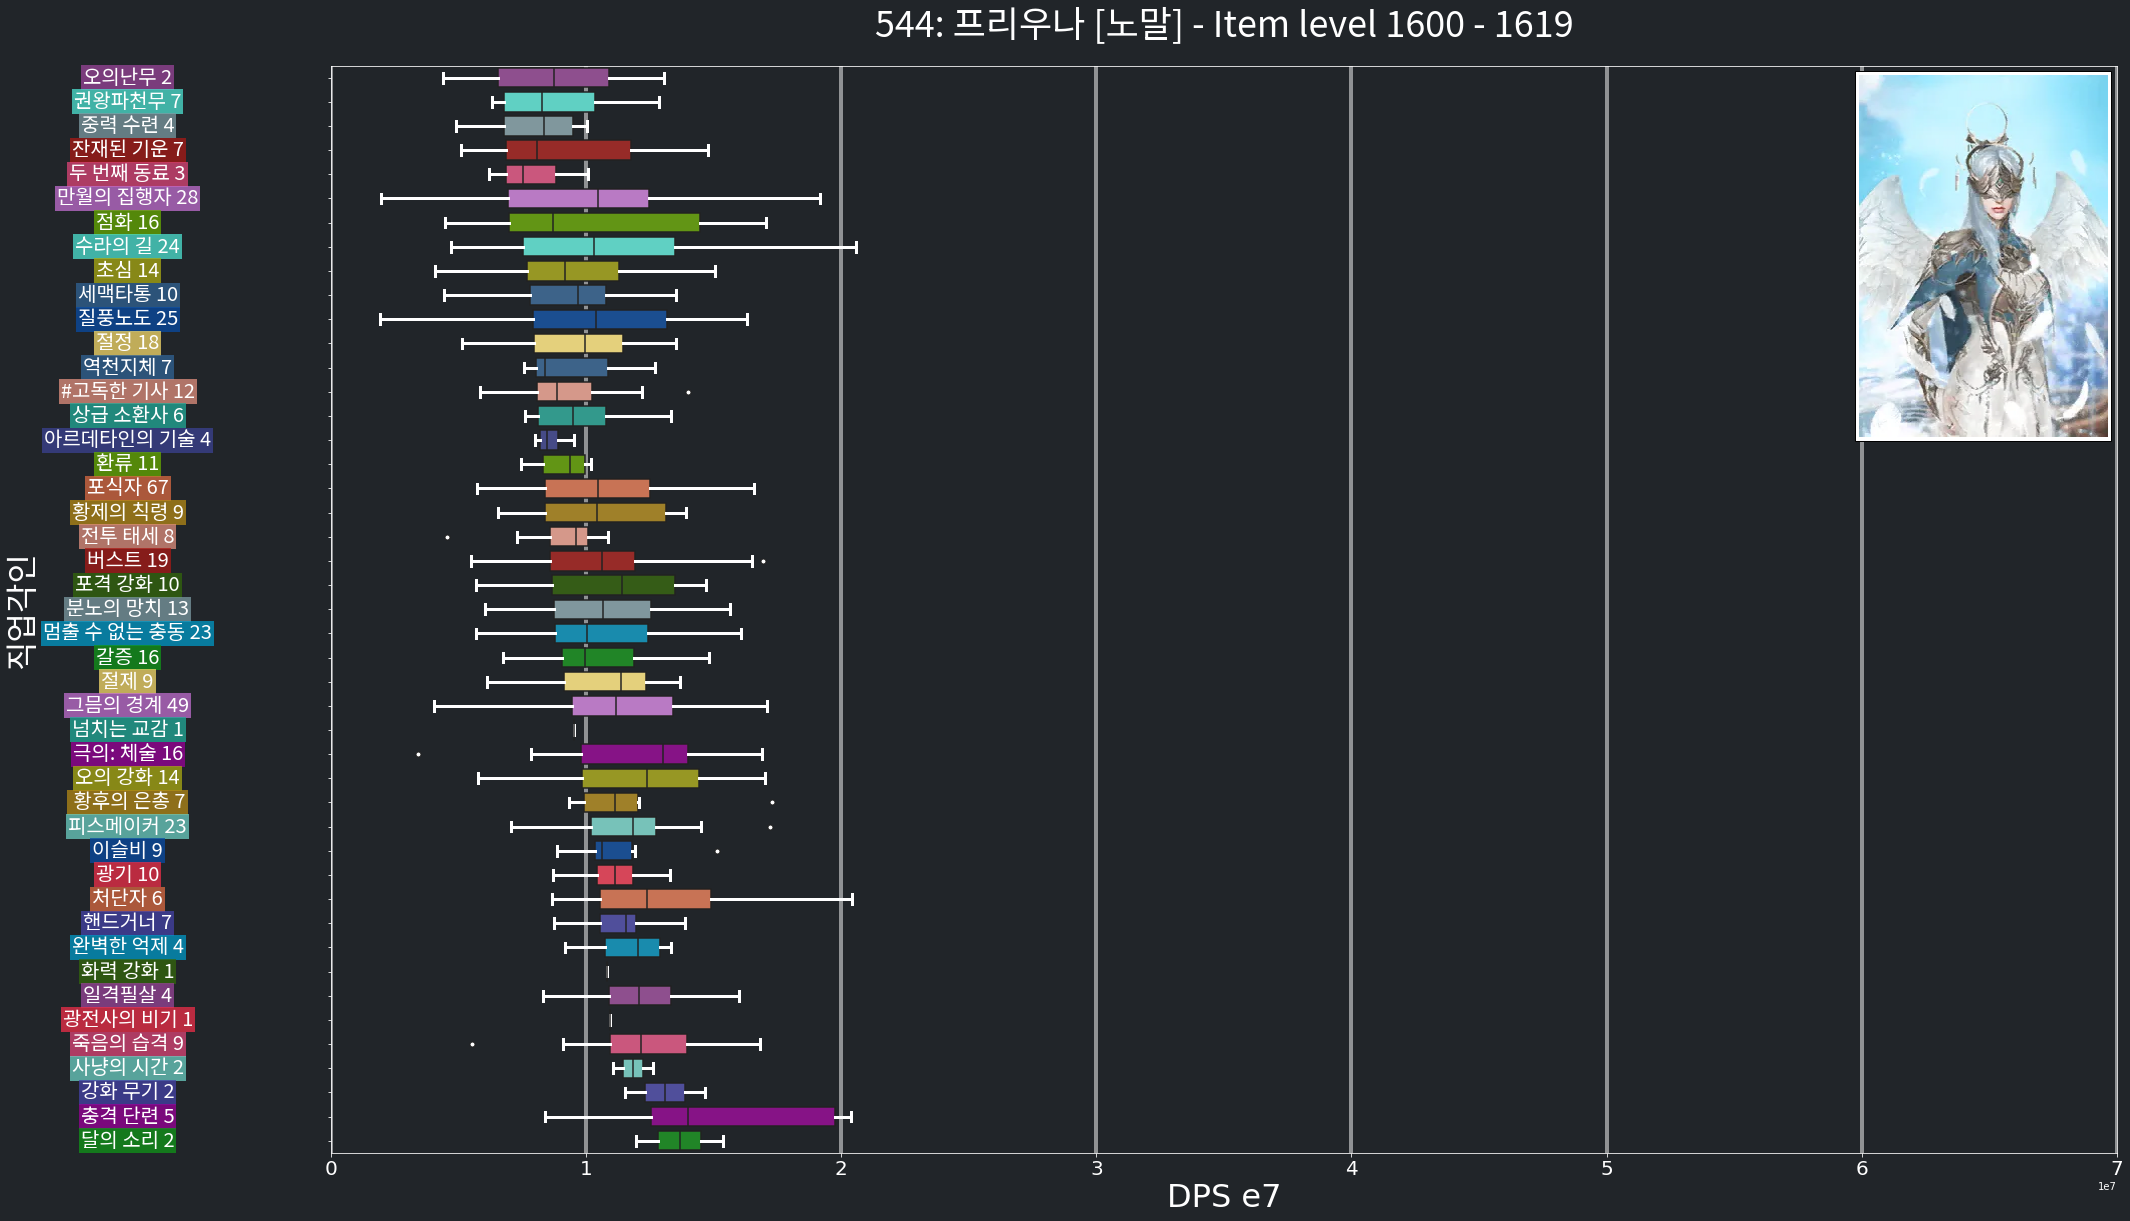 544: 프리우나 [노말] - Item level 1600 - 1619
오의난무 2
권왕파천무 7
중력 수련 4
잔재된 기운 7
두 번째 동료 3
만월의 집행자 28
점화 16
수라의 길 24
초심 14
세맥타통 10
질풍노도 25
절정 18
역천지체 7
#고독한 기사 12
상급 소환사 6
아르데타인의 기술 4
환류 11
포식자 67
황제의 칙령 9
전투 태세 8
버스트 19
포격 강화 10
분노의 망치 13
멈출 수 없는 충동 23
갈증 16
절제 9
그믐의 경계 49
넘치는 교감 1
극의: 체술 16
오의 강화 14
황후의 은총 7
피스메이커 23
이슬비 9
광기 10
처단자 6
핸드거너 7
완벽한 억제 4
화력 강화 1
일격필살 4
광전사의 비기 1
죽음의 습격 9
사냥의 시간 2
강화 무기 2
충격 단련 5
달의 소리 2
직업각인
0 1 2 3 4 5 6 7
1e7
DPS e7